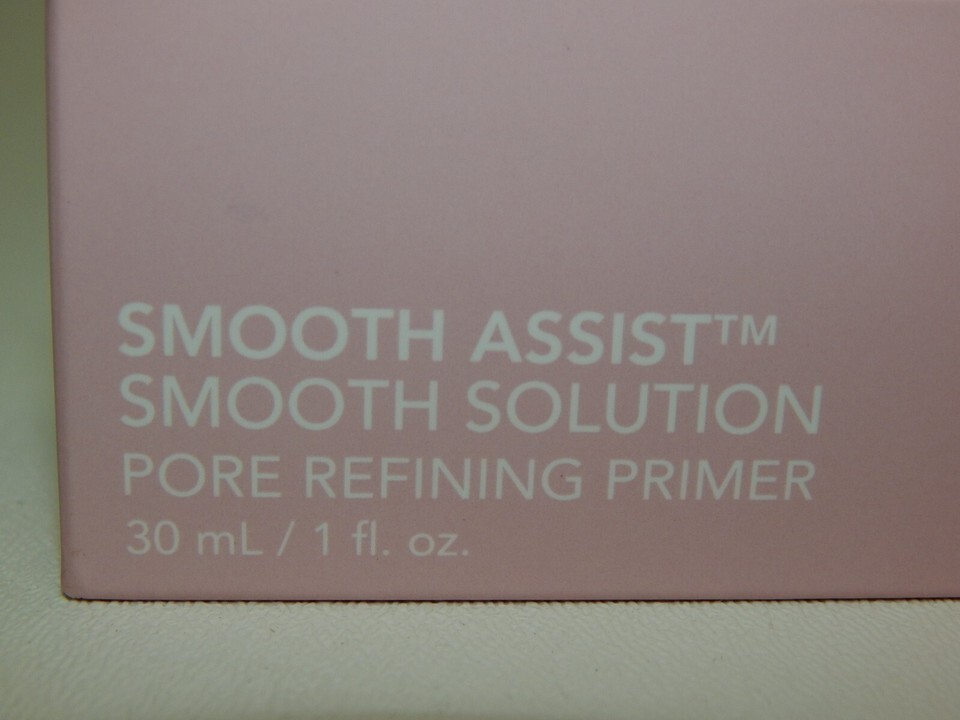 SMOOTH ASSIST™
SMOOTH SOLUTION
PORE REFINING PRIMER
30 mL / 1 fl. oz.